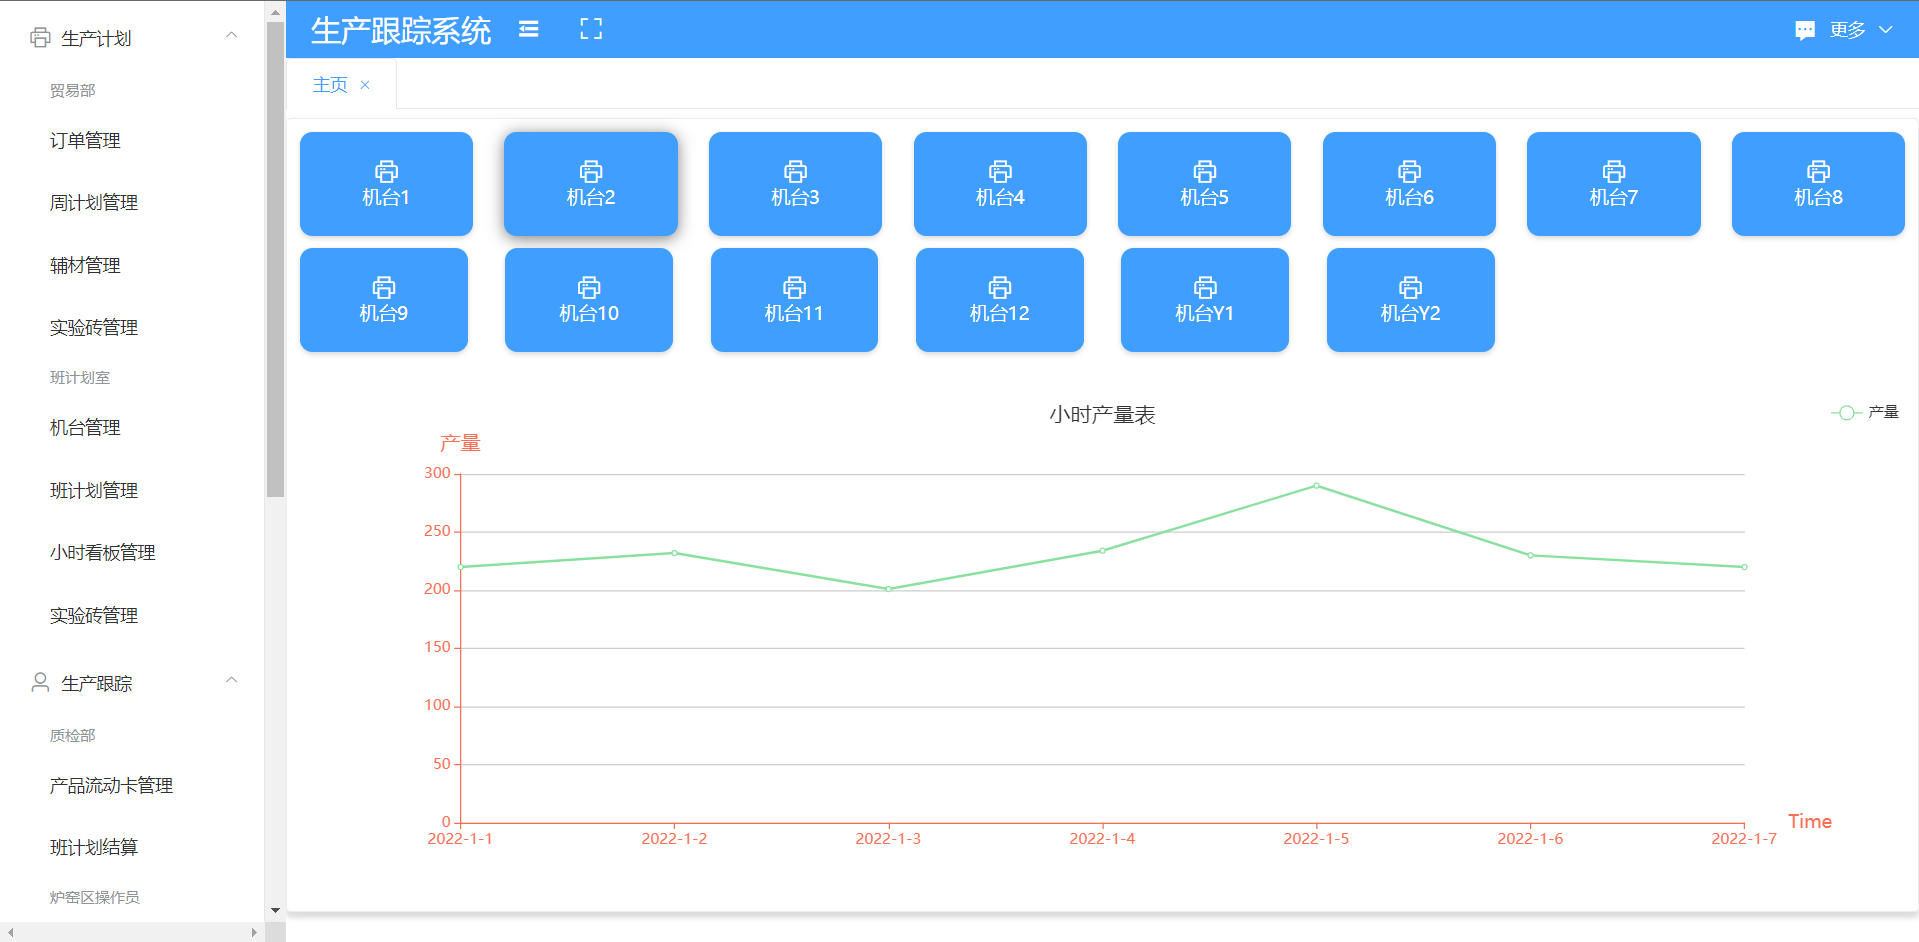 生产计划
贸易部
订单管理
周计划管理
辅材管理
实验砖管理
班计划室
机台管理
班计划管理
小时看板管理
实验砖管理
生产跟踪
质检部
产品流动卡管理
班计划结算
炉窑区操作员
生产跟踪系统
更多
主页
机台1
机台2
机台3
机台4
机台5
机台6
机台7
机台8
机台9
机台10
机台11
机台12
机台Y1
机台Y2
小时产量表
产量
产量
300
250
200
150
100
50
0
2022-1-1
2022-1-2
2022-1-3
2022-1-4
2022-1-5
2022-1-6
2022-1-7
Time